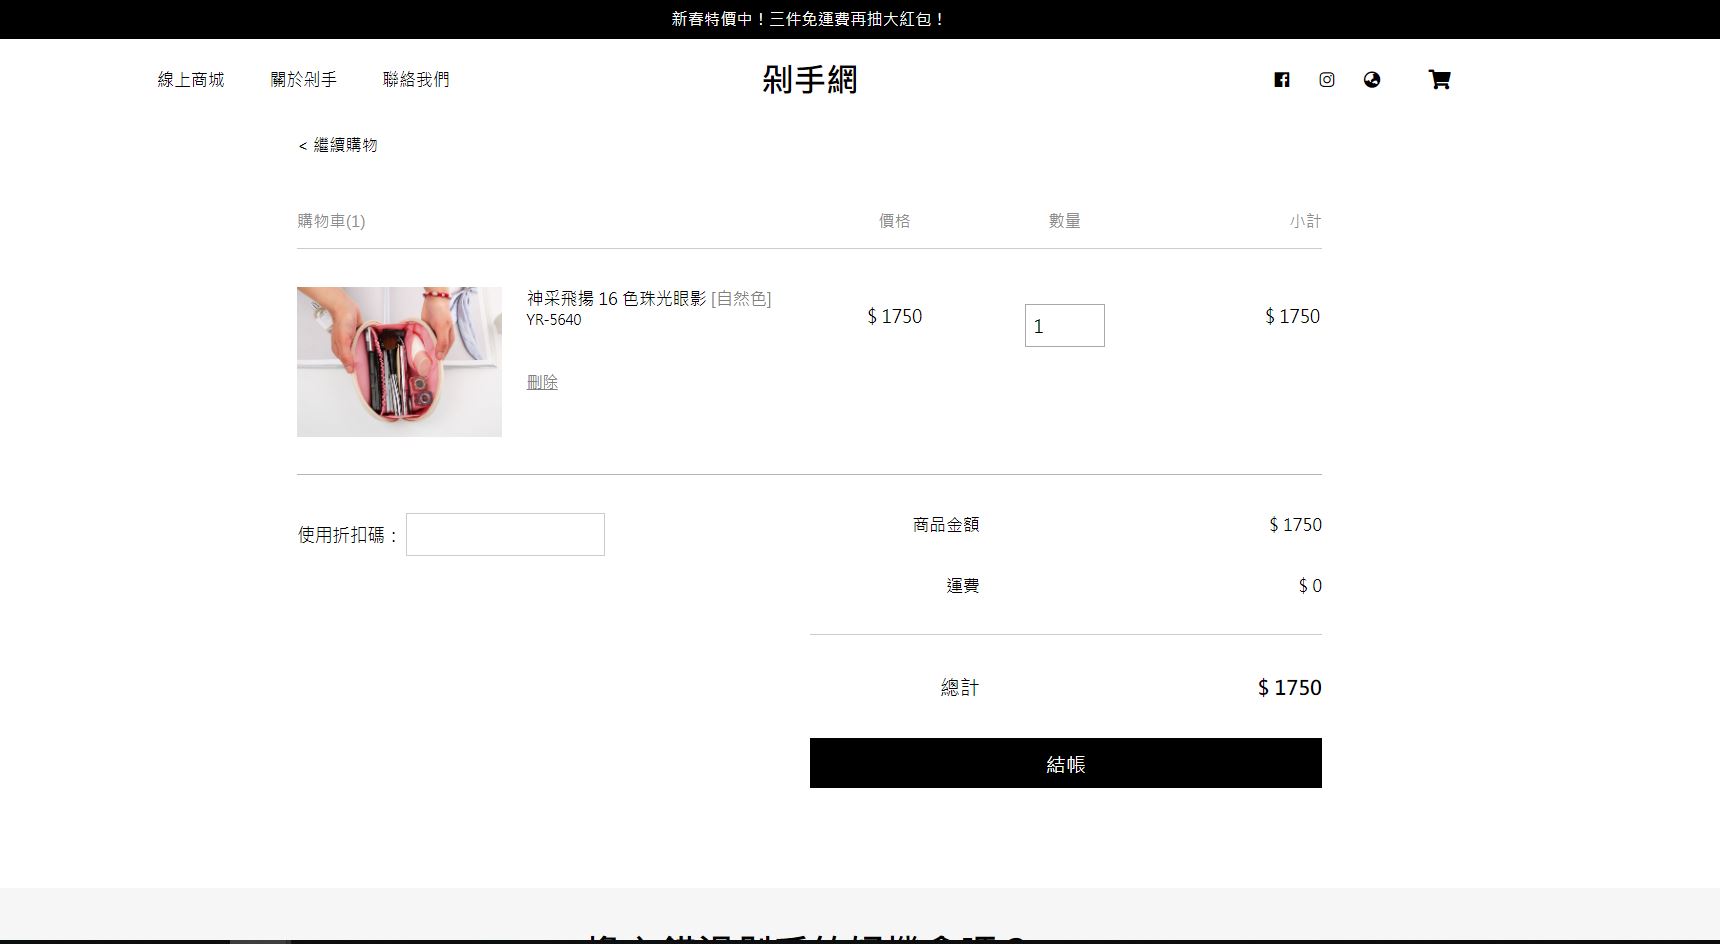 新春特價中！三件免運費再抽大紅包！
線上商城 關於剁手 聯絡我們 剁手網
< 繼續購物
購物車(1) 價格 數量 小計
神采飛揚 16 色珠光眼影 [自然色]
YR-5640
$ 1750 1 $ 1750
刪除
使用折扣碼：
商品金額 $ 1750
運費 $ 0
總計 $ 1750
結帳